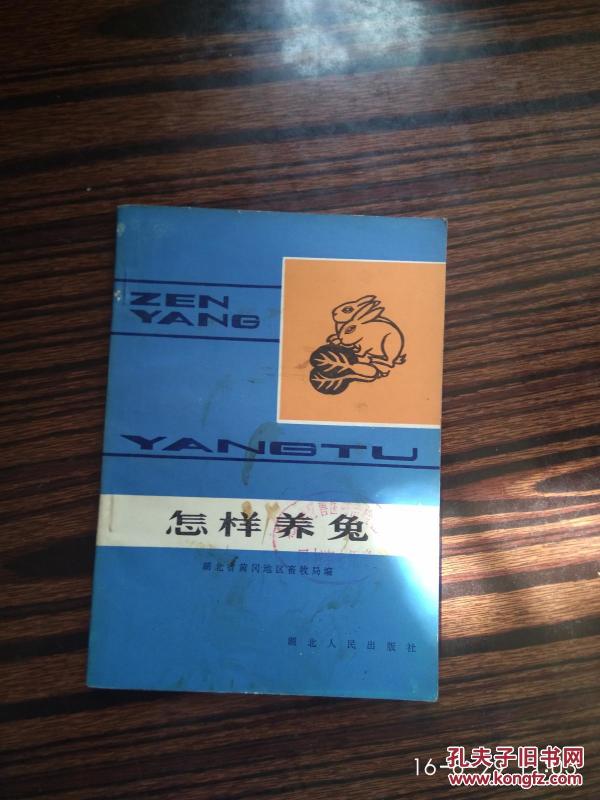 ZEN
YANG
YANGTU
怎样养兔
湖北省黄冈地区畜牧局编
湖北人民出版社
孔夫子旧书网
www.kongfz.com